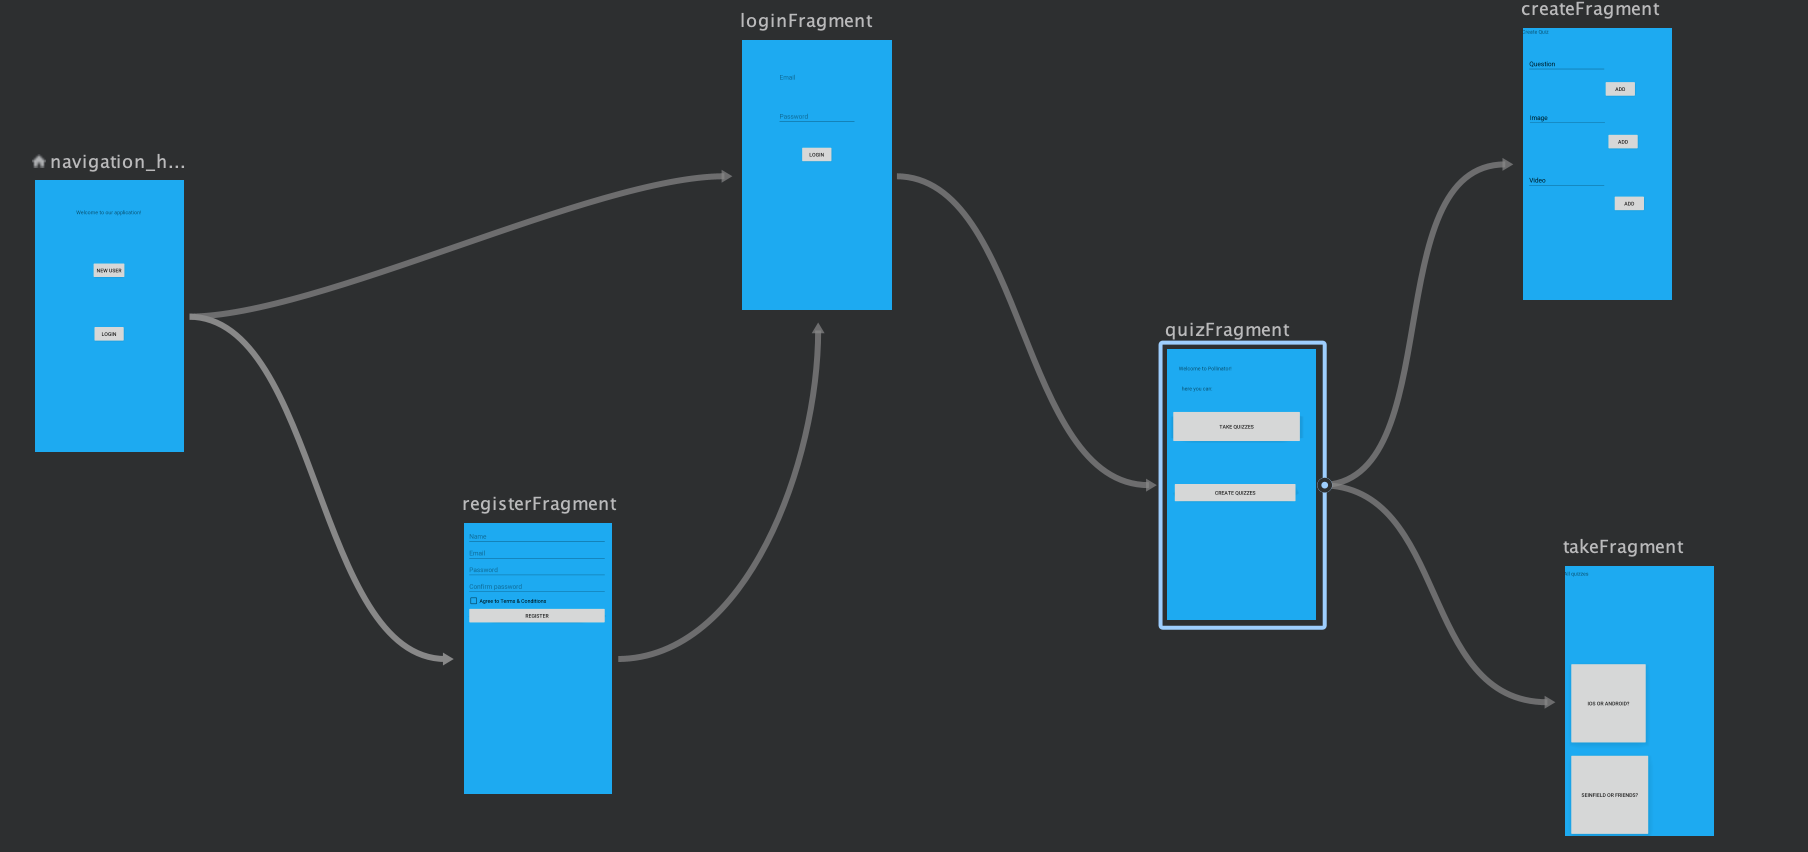 navigation_h...
Welcome to our application!
NEW USER
LOGIN
loginFragment
Email
Password
LOGIN
registerFragment
Name
Email
Password
Confirm password
Agree to Terms & Conditions
REGISTER
quizFragment
Welcome to Pollinato!
here you can:
TAKE QUIZZES
CREATE QUIZZES
createFragment
Create Quiz
Question
ADD
Image
ADD
Video
ADD
takeFragment
All quizzes
IOS OR ANDROID?
SEINFIELD OR FRIENDS?